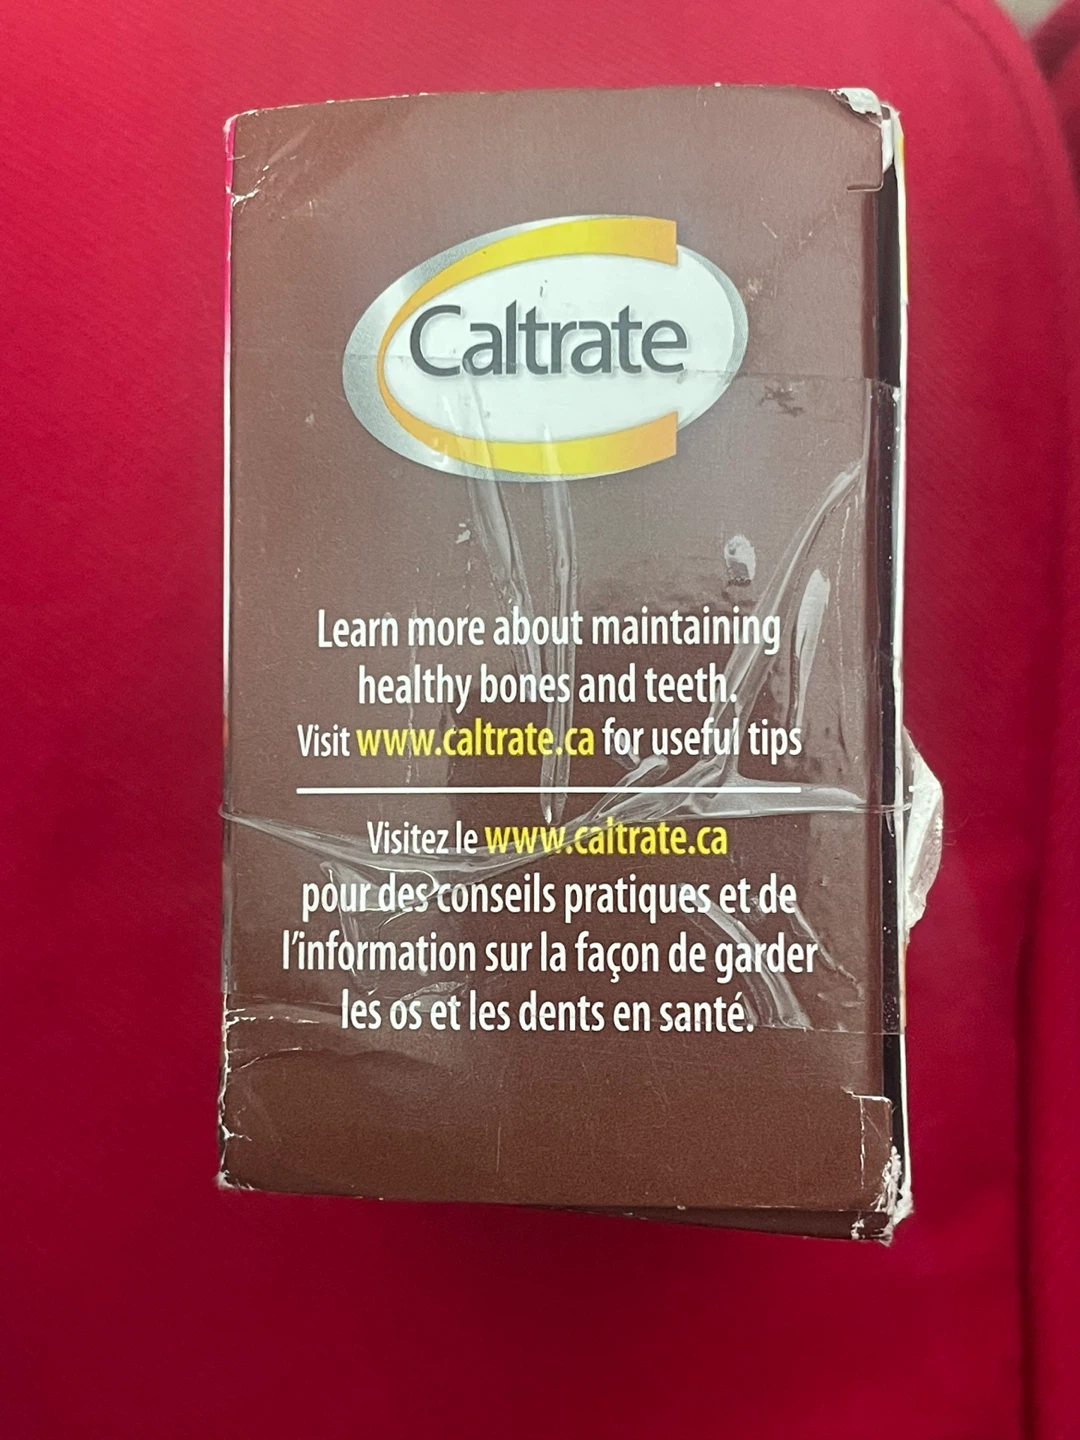 Caltrate
Learn more about maintaining
healthy bones and teeth.
Visit www.caltrate.ca for useful tips
Visitez le www.caltrate.ca
pour des conseils pratiques et de
l'information sur la façon de garder
les os et les dents en santé.